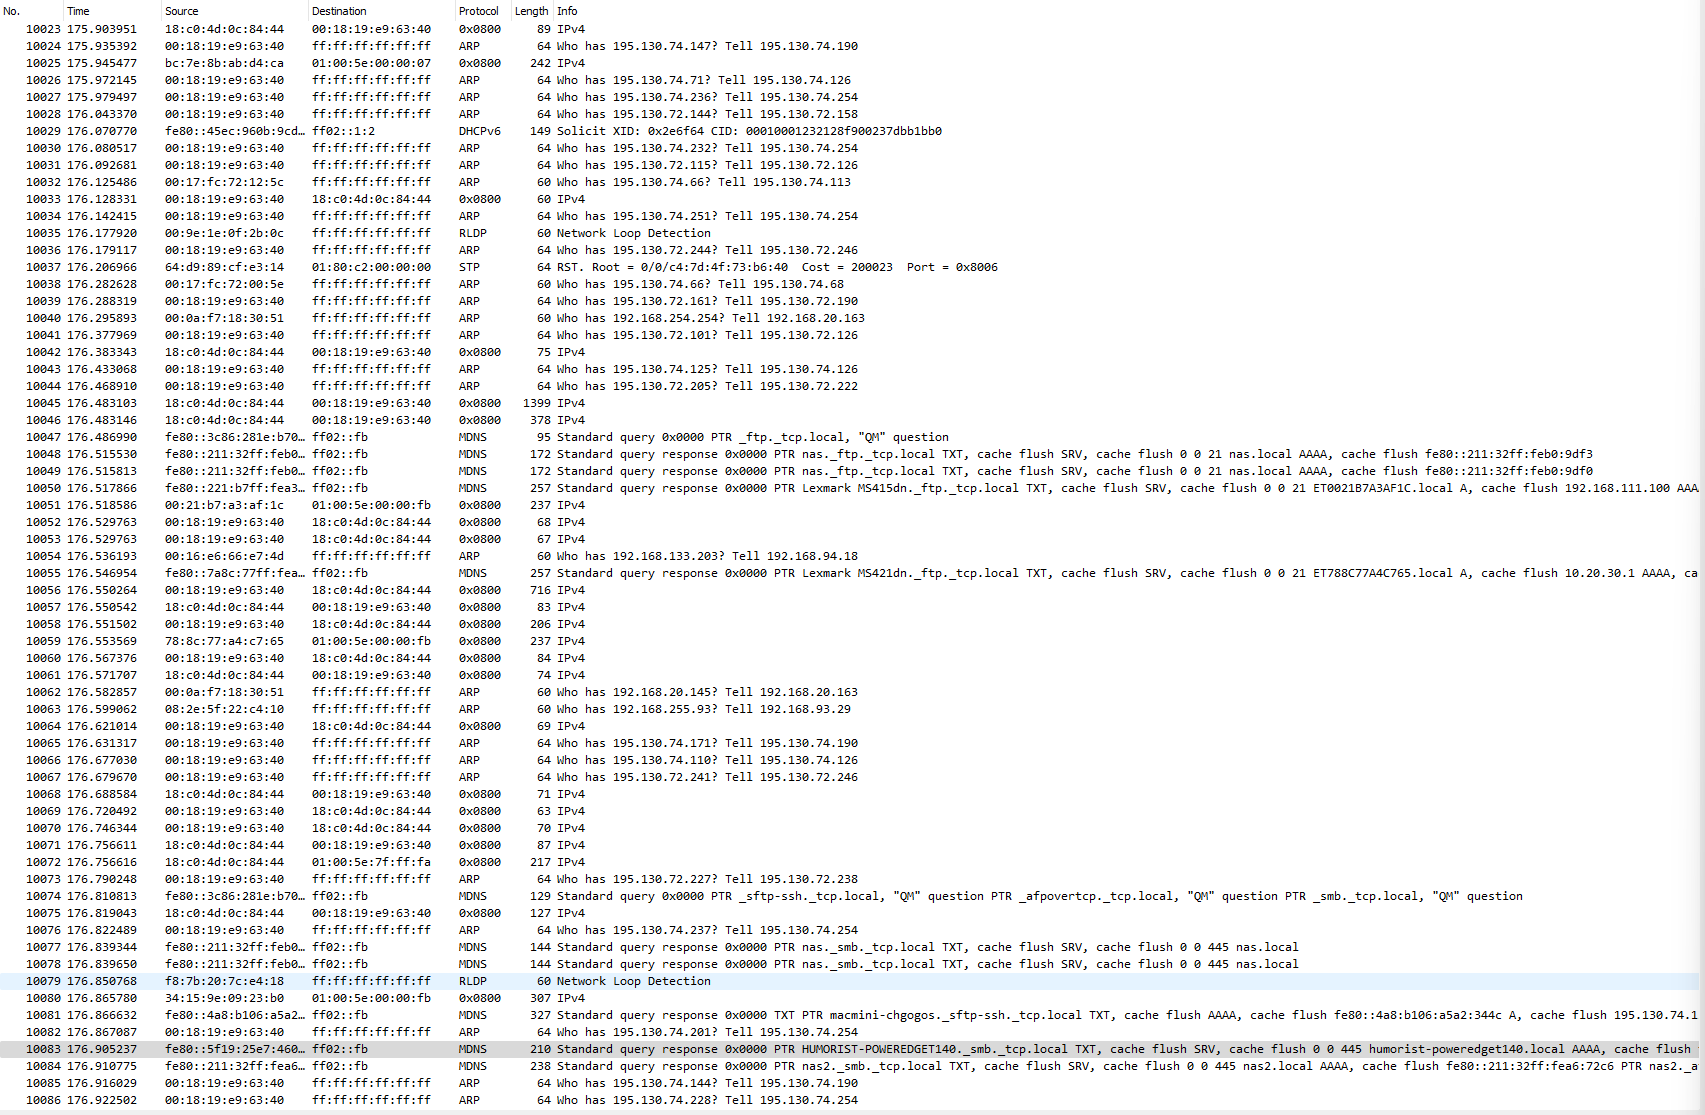 No. Time Source Destination Protocol Length Info
10023 175.903951 18:c0:4d:0c:84:44 00:18:19:e9:63:40 0x0800 89 IPv4
10024 175.935392 00:18:19:e9:63:40 ff:ff:ff:ff:ff:ff ARP 64 Who has 195.130.74.147? Tell 195.130.74.190
10025 175.945477 bc:7e:8b:ab:d4:ca 01:00:5e:00:00:07 0x0800 242 IPv4
10026 175.972145 00:18:19:e9:63:40 ff:ff:ff:ff:ff:ff ARP 64 Who has 195.130.74.71? Tell 195.130.74.126
10027 175.979497 00:18:19:e9:63:40 ff:ff:ff:ff:ff:ff ARP 64 Who has 195.130.74.236? Tell 195.130.74.254
10028 176.043370 00:18:19:e9:63:40 ff:ff:ff:ff:ff:ff ARP 64 Who has 195.130.72.144? Tell 195.130.72.158
10029 176.070770 fe80::45ec:960b:9cd… ff02::1:2 DHCPv6 149 Solicit XID: 0x2e6f64 CID: 00010001232128f900237dbb1bb0
10030 176.080517 00:18:19:e9:63:40 ff:ff:ff:ff:ff:ff ARP 64 Who has 195.130.74.232? Tell 195.130.74.254
10031 176.092681 00:18:19:e9:63:40 ff:ff:ff:ff:ff:ff ARP 64 Who has 195.130.72.115? Tell 195.130.72.126
10032 176.125486 00:17:fc:72:12:5c ff:ff:ff:ff:ff:ff ARP 60 Who has 195.130.74.66? Tell 195.130.74.113
10033 176.128331 00:18:19:e9:63:40 18:c0:4d:0c:84:44 0x0800 60 IPv4
10034 176.142415 00:18:19:e9:63:40 ff:ff:ff:ff:ff:ff ARP 64 Who has 195.130.74.251? Tell 195.130.74.254
10035 176.177920 00:9e:1e:0f:2b:0c ff:ff:ff:ff:ff:ff RLDP 60 Network Loop Detection
10036 176.179117 00:18:19:e9:63:40 ff:ff:ff:ff:ff:ff ARP 64 Who has 195.130.72.244? Tell 195.130.72.246
10037 176.206966 64:d9:89:cf:e3:14 01:80:c2:00:00:00 STP 64 RST. Root = 0/0/c4:7d:4f:73:b6:40 Cost = 200023 Port = 0x8006
10038 176.282628 00:17:fc:72:00:5e ff:ff:ff:ff:ff:ff ARP 60 Who has 195.130.74.66? Tell 195.130.74.68
10039 176.288319 00:18:19:e9:63:40 ff:ff:ff:ff:ff:ff ARP 64 Who has 195.130.72.161? Tell 195.130.72.190
10040 176.295893 00:0a:f7:18:30:51 ff:ff:ff:ff:ff:ff ARP 60 Who has 192.168.254.254? Tell 192.168.20.163
10041 176.377969 00:18:19:e9:63:40 ff:ff:ff:ff:ff:ff ARP 64 Who has 195.130.72.101? Tell 195.130.72.126
10042 176.383343 18:c0:4d:0c:84:44 00:18:19:e9:63:40 0x0800 75 IPv4
10043 176.433068 00:18:19:e9:63:40 ff:ff:ff:ff:ff:ff ARP 64 Who has 195.130.74.125? Tell 195.130.74.126
10044 176.468910 00:18:19:e9:63:40 ff:ff:ff:ff:ff:ff ARP 64 Who has 195.130.72.205? Tell 195.130.72.222
10045 176.483103 18:c0:4d:0c:84:44 00:18:19:e9:63:40 0x0800 1399 IPv4
10046 176.483146 18:c0:4d:0c:84:44 00:18:19:e9:63:40 0x0800 378 IPv4
10047 176.486990 fe80::3c86:281e:b70… ff02::fb MDNS 95 Standard query 0x0000 PTR _ftp._tcp.local, "QM" question
10048 176.515530 fe80::211:32ff:feb0… ff02::fb MDNS 172 Standard query response 0x0000 PTR nas._ftp._tcp.local TXT, cache flush SRV, cache flush 0 0 21 nas.local AAAA, cache flush fe80::211:32ff:feb0:9df3
10049 176.515813 fe80::211:32ff:feb0… ff02::fb MDNS 172 Standard query response 0x0000 PTR nas._ftp._tcp.local TXT, cache flush SRV, cache flush 0 0 21 nas.local AAAA, cache flush fe80::211:32ff:feb0:9df0
10050 176.517866 fe80::221:b7ff:fea3… ff02::fb MDNS 257 Standard query response 0x0000 PTR Lexmark MS415dn._ftp._tcp.local TXT, cache flush SRV, cache flush 0 0 21 ET0021B7A3AF1C.local A, cache flush 192.168.111.100 AAA
10051 176.518586 00:21:b7:a3:af:1c 01:00:5e:00:00:fb 0x0800 237 IPv4
10052 176.529763 00:18:19:e9:63:40 18:c0:4d:0c:84:44 0x0800 68 IPv4
10053 176.529763 00:18:19:e9:63:40 18:c0:4d:0c:84:44 0x0800 67 IPv4
10054 176.536193 00:16:e6:66:e7:4d ff:ff:ff:ff:ff:ff ARP 60 Who has 192.168.133.203? Tell 192.168.94.18
10055 176.546954 fe80::7a8c:77ff:fea… ff02::fb MDNS 257 Standard query response 0x0000 PTR Lexmark MS421dn._ftp._tcp.local TXT, cache flush SRV, cache flush 0 0 21 ET788C77A4C765.local A, cache flush 10.20.30.1 AAAA, ca
10056 176.550264 00:18:19:e9:63:40 18:c0:4d:0c:84:44 0x0800 716 IPv4
10057 176.550542 18:c0:4d:0c:84:44 00:18:19:e9:63:40 0x0800 83 IPv4
10058 176.551502 00:18:19:e9:63:40 18:c0:4d:0c:84:44 0x0800 206 IPv4
10059 176.553569 78:8c:77:a4:c7:65 01:00:5e:00:00:fb 0x0800 237 IPv4
10060 176.567376 00:18:19:e9:63:40 18:c0:4d:0c:84:44 0x0800 84 IPv4
10061 176.571707 18:c0:4d:0c:84:44 00:18:19:e9:63:40 0x0800 74 IPv4
10062 176.582857 00:0a:f7:18:30:51 ff:ff:ff:ff:ff:ff ARP 60 Who has 192.168.20.145? Tell 192.168.20.163
10063 176.599062 08:2e:5f:22:c4:10 ff:ff:ff:ff:ff:ff ARP 60 Who has 192.168.255.93? Tell 192.168.93.29
10064 176.621014 00:18:19:e9:63:40 18:c0:4d:0c:84:44 0x0800 69 IPv4
10065 176.631317 00:18:19:e9:63:40 ff:ff:ff:ff:ff:ff ARP 64 Who has 195.130.74.171? Tell 195.130.74.190
10066 176.677030 00:18:19:e9:63:40 ff:ff:ff:ff:ff:ff ARP 64 Who has 195.130.74.110? Tell 195.130.74.126
10067 176.679670 00:18:19:e9:63:40 ff:ff:ff:ff:ff:ff ARP 64 Who has 195.130.72.241? Tell 195.130.72.246
10068 176.688584 18:c0:4d:0c:84:44 00:18:19:e9:63:40 0x0800 71 IPv4
10069 176.720492 00:18:19:e9:63:40 18:c0:4d:0c:84:44 0x0800 63 IPv4
10070 176.746344 00:18:19:e9:63:40 18:c0:4d:0c:84:44 0x0800 70 IPv4
10071 176.756611 18:c0:4d:0c:84:44 00:18:19:e9:63:40 0x0800 87 IPv4
10072 176.756616 18:c0:4d:0c:84:44 01:00:5e:7f:ff:fa 0x0800 217 IPv4
10073 176.790248 00:18:19:e9:63:40 ff:ff:ff:ff:ff:ff ARP 64 Who has 195.130.72.227? Tell 195.130.72.238
10074 176.810813 fe80::3c86:281e:b70… ff02::fb MDNS 129 Standard query 0x0000 PTR _sftp-ssh._tcp.local, "QM" question PTR _afpovertcp._tcp.local, "QM" question PTR _smb._tcp.local, "QM" question
10075 176.819043 18:c0:4d:0c:84:44 00:18:19:e9:63:40 0x0800 127 IPv4
10076 176.822489 00:18:19:e9:63:40 ff:ff:ff:ff:ff:ff ARP 64 Who has 195.130.74.237? Tell 195.130.74.254
10077 176.839344 fe80::211:32ff:feb0… ff02::fb MDNS 144 Standard query response 0x0000 PTR nas._smb._tcp.local TXT, cache flush SRV, cache flush 0 0 445 nas.local
10078 176.839650 fe80::211:32ff:feb0… ff02::fb MDNS 144 Standard query response 0x0000 PTR nas._smb._tcp.local TXT, cache flush SRV, cache flush 0 0 445 nas.local
10079 176.850768 f8:7b:20:7c:e4:18 ff:ff:ff:ff:ff:ff RLDP 60 Network Loop Detection
10080 176.865780 34:15:9e:09:23:b0 01:00:5e:00:00:fb 0x0800 307 IPv4
10081 176.866632 fe80::4a8:b106:a5a2… ff02::fb MDNS 327 Standard query response 0x0000 TXT PTR macmini-chgogos._sftp-ssh._tcp.local TXT, cache flush AAAA, cache flush fe80::4a8:b106:a5a2:344c A, cache flush 195.130.74.1
10082 176.867087 00:18:19:e9:63:40 ff:ff:ff:ff:ff:ff ARP 64 Who has 195.130.74.201? Tell 195.130.74.254
10083 176.905237 fe80::5f19:25e7:460… ff02::fb MDNS 210 Standard query response 0x0000 PTR HUMORIST-POWEREDGET140._smb._tcp.local TXT, cache flush SRV, cache flush 0 0 445 humorist-poweredget140.local AAAA, cache flush
10084 176.910775 fe80::211:32ff:fea6… ff02::fb MDNS 238 Standard query response 0x0000 PTR nas2._smb._tcp.local TXT, cache flush SRV, cache flush 0 0 445 nas2.local AAAA, cache flush fe80::211:32ff:fea6:72c6 PTR nas2._a
10085 176.916029 00:18:19:e9:63:40 ff:ff:ff:ff:ff:ff ARP 64 Who has 195.130.74.144? Tell 195.130.74.190
10086 176.922502 00:18:19:e9:63:40 ff:ff:ff:ff:ff:ff ARP 64 Who has 195.130.74.228? Tell 195.130.74.254